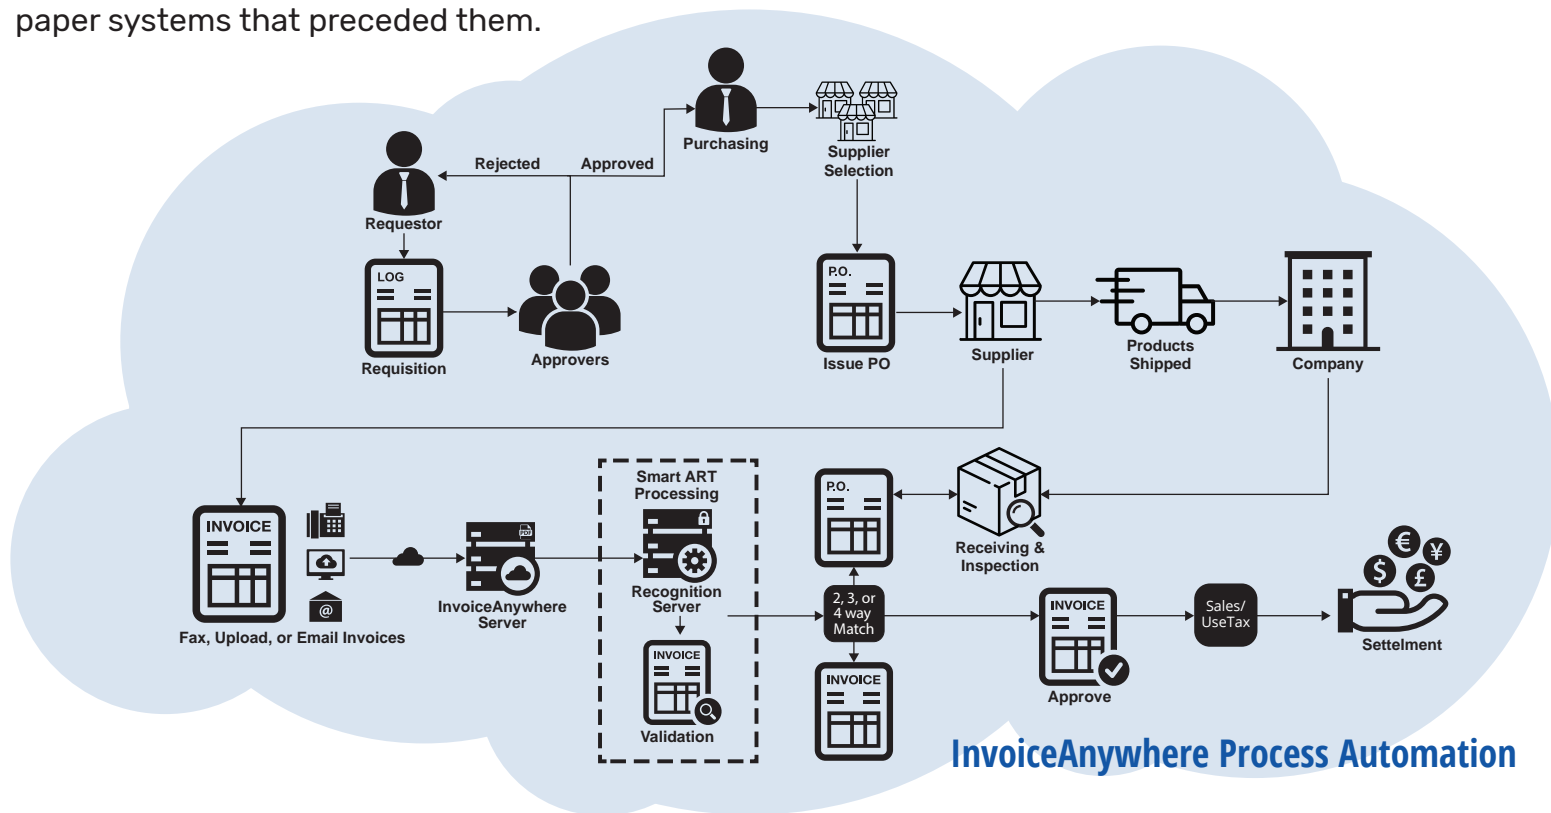 paper systems that preceded them.
Purchasing
Supplier
Selection
Rejected
Approved
Requestor
LOG
Requisition
Approvers
P.O.
Issue PO
Supplier
Products
Shipped
Company
INVOICE
Fax, Upload, or Email Invoices
@
PDF
InvoiceAnywhere
Server
Smart ART
Processing
Recognition
Server
INVOICE
Validation
P.O.
Receiving &
Inspection
2, 3, or
4 way
Match
INVOICE
INVOICE
Approve
Sales/
UseTax
€
¥
$
£
Settelment
InvoiceAnywhere Process Automation